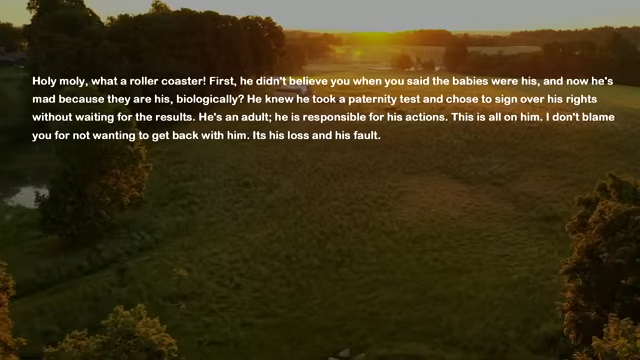 Holy moly, what a roller coaster! First, he didn't believe you when you said the babies were his, and now he's
mad because they are his, biologically? He knew he took a paternity test and chose to sign over his rights
without waiting for the results. He's an adult; he is responsible for his actions. This is all on him. I don't blame
you for not wanting to get back with him. Its his loss and his fault.